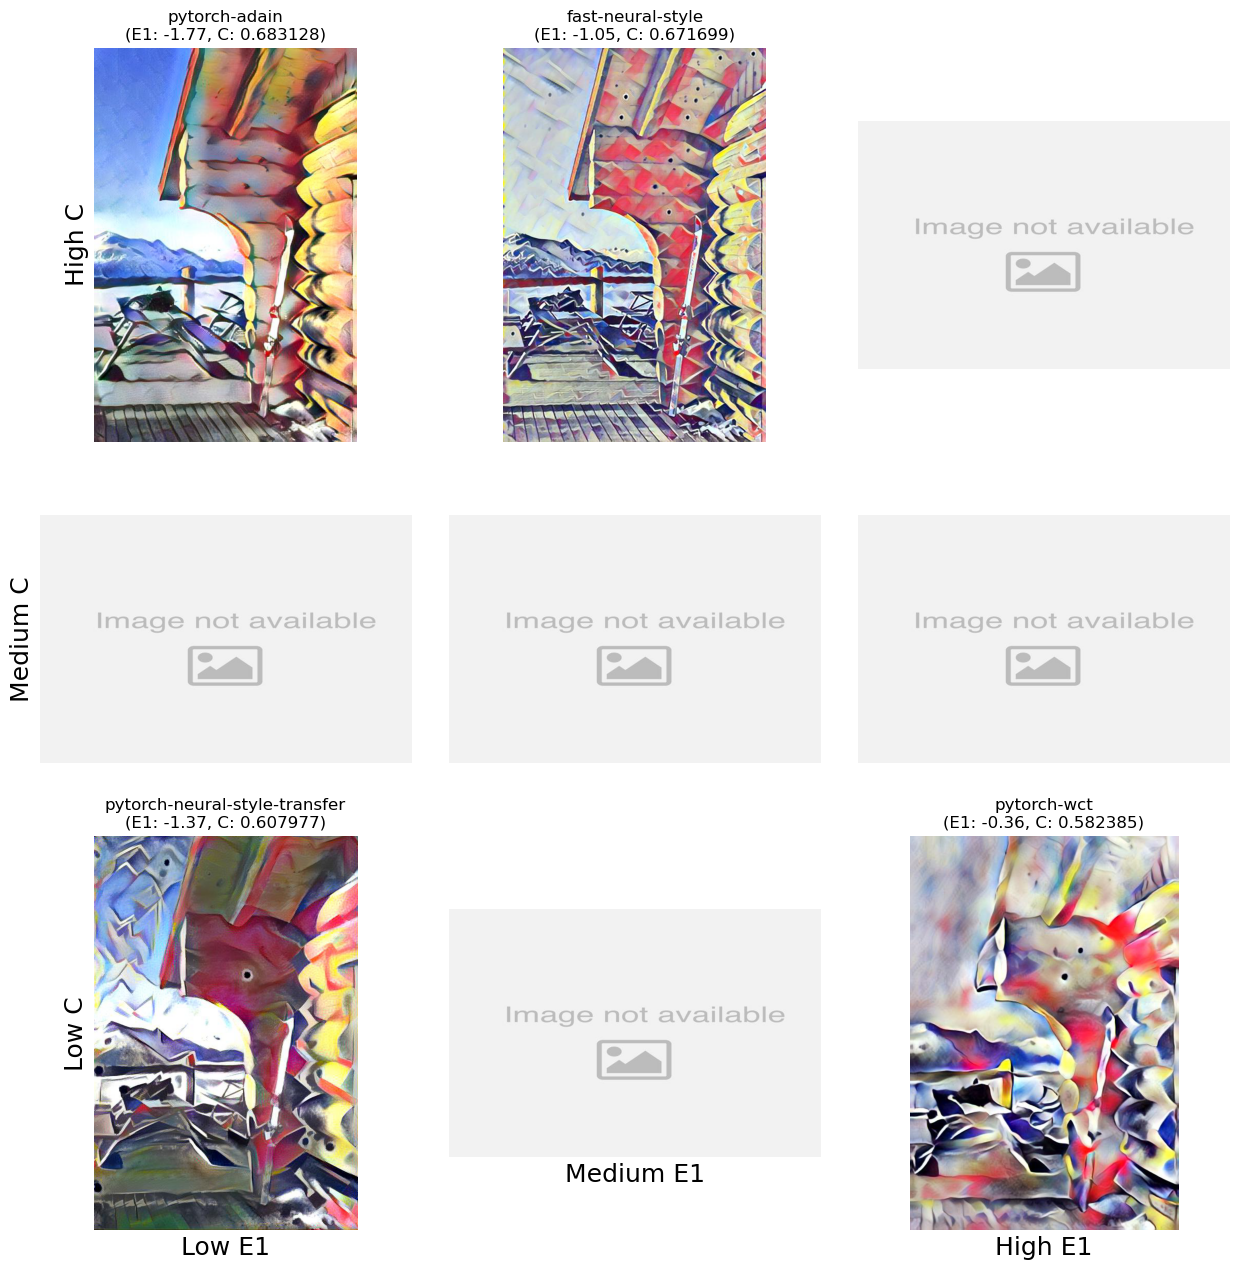 pytorch-adain
(E1: -1.77, C: 0.683128)
fast-neural-style
(E1: -1.05, C: 0.671699)
High C
Image not available
Medium C
Image not available
Image not available
Image not available
pytorch-neural-style-transfer
(E1: -1.37, C: 0.607977)
pytorch-wct
(E1: -0.36, C: 0.582385)
Low C
Image not available
Low E1
Medium E1
High E1